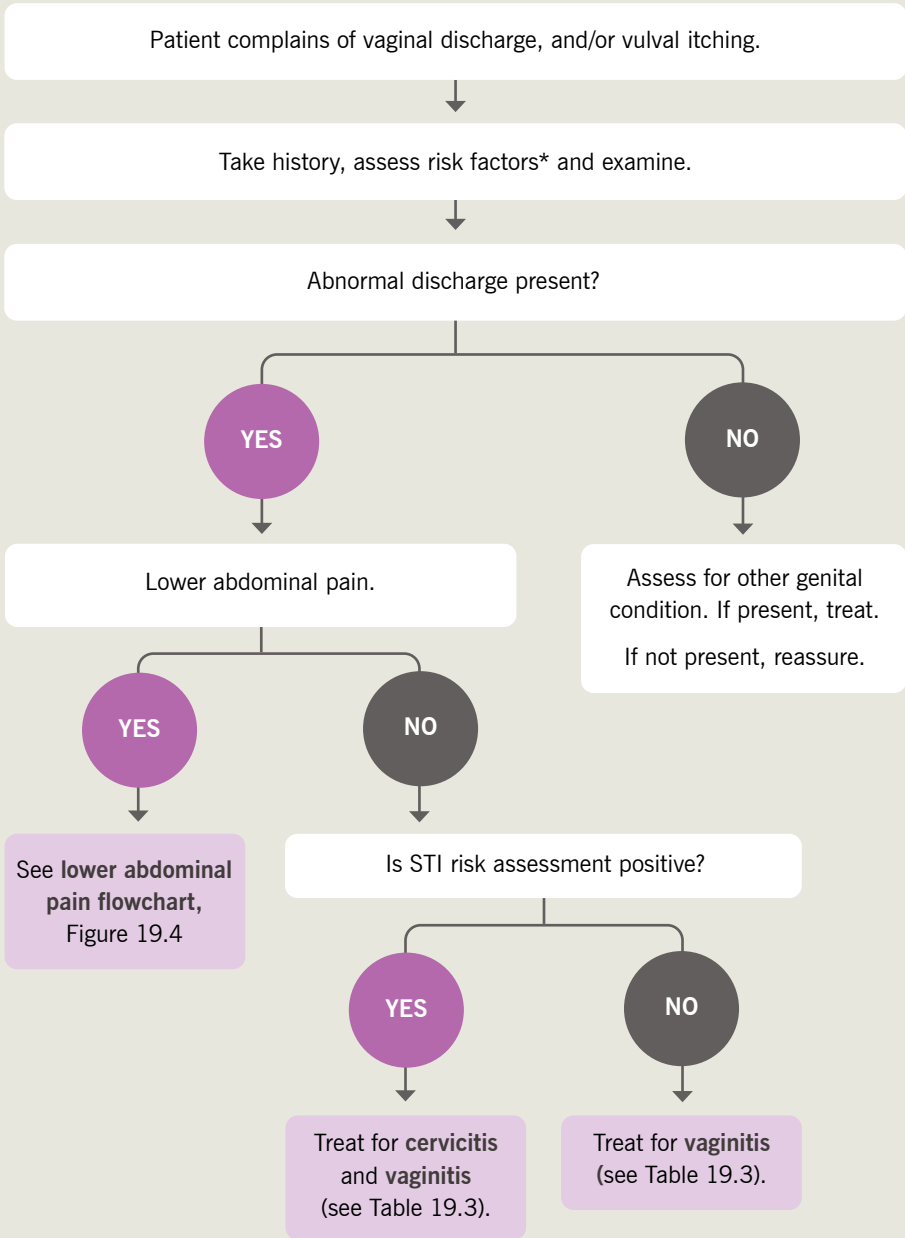 Patient complains of vaginal discharge, and/or vulval itching.
Take history, assess risk factors* and examine.
Abnormal discharge present?
YES
NO
Lower abdominal pain.
Assess for other genital
condition. If present, treat.
If not present, reassure.
YES
NO
See lower abdominal
pain flowchart,
Figure 19.4
Is STI risk assessment positive?
YES
NO
Treat for cervicitis
and vaginitis
(see Table 19.3).
Treat for vaginitis
(see Table 19.3).